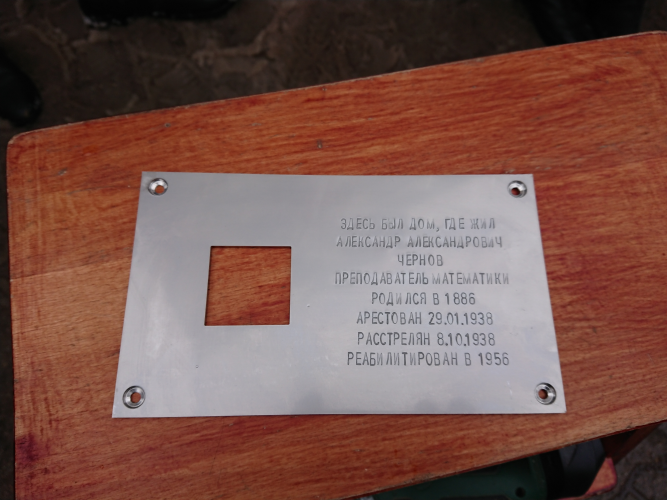 ЗДЕСЬ БЫЛ ДОМ, ГДЕ ЖИЛ
АЛЕКСАНДР АЛЕКСАНДРОВИЧ
ЧЕРНОВ
ПРЕПОДАВАТЕЛЬ МАТЕМАТИКИ
РОДИЛСЯ В 1886
АРЕСТОВАН 29.01.1938
РАССТРЕЛЯН 8.10.1938
РЕАБИЛИТИРОВАН В 1956